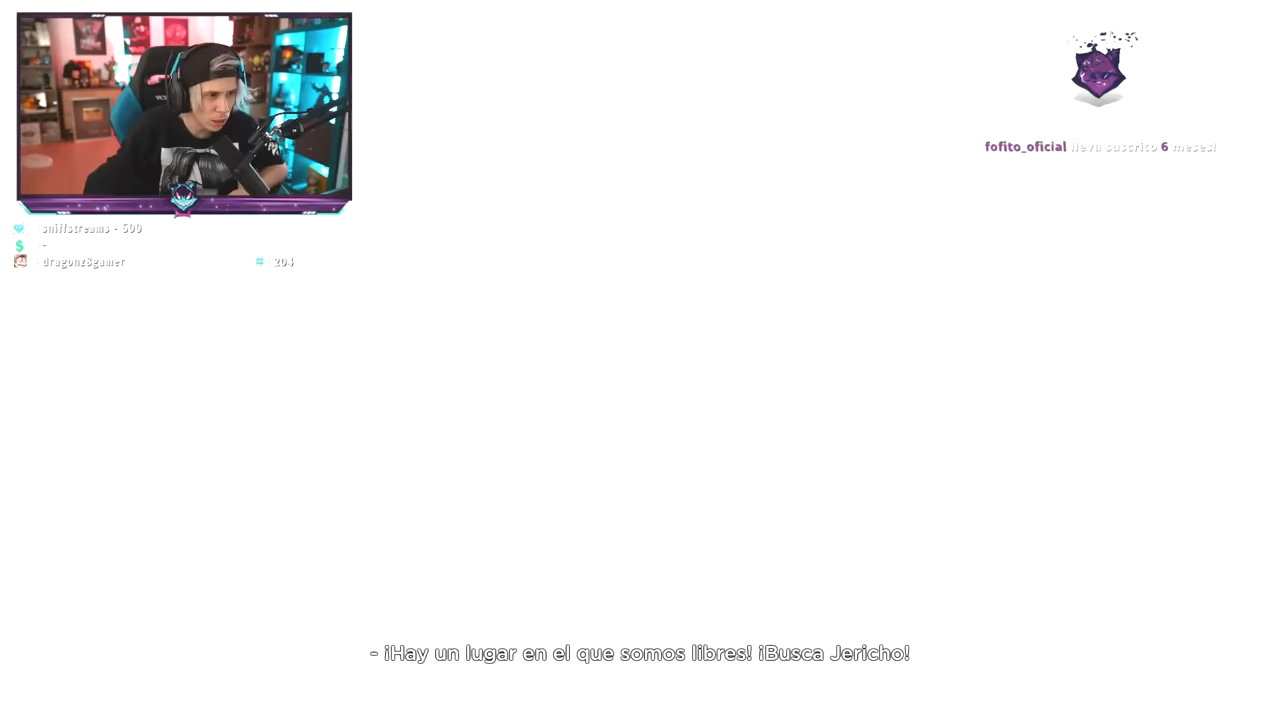 fofito_oficial lleva suscrito 6 meses!
sniffstreams - 500
$ -
dragonz8gamer # 204
- ¡Hay un lugar en el que somos libres! ¡Busca Jericho!